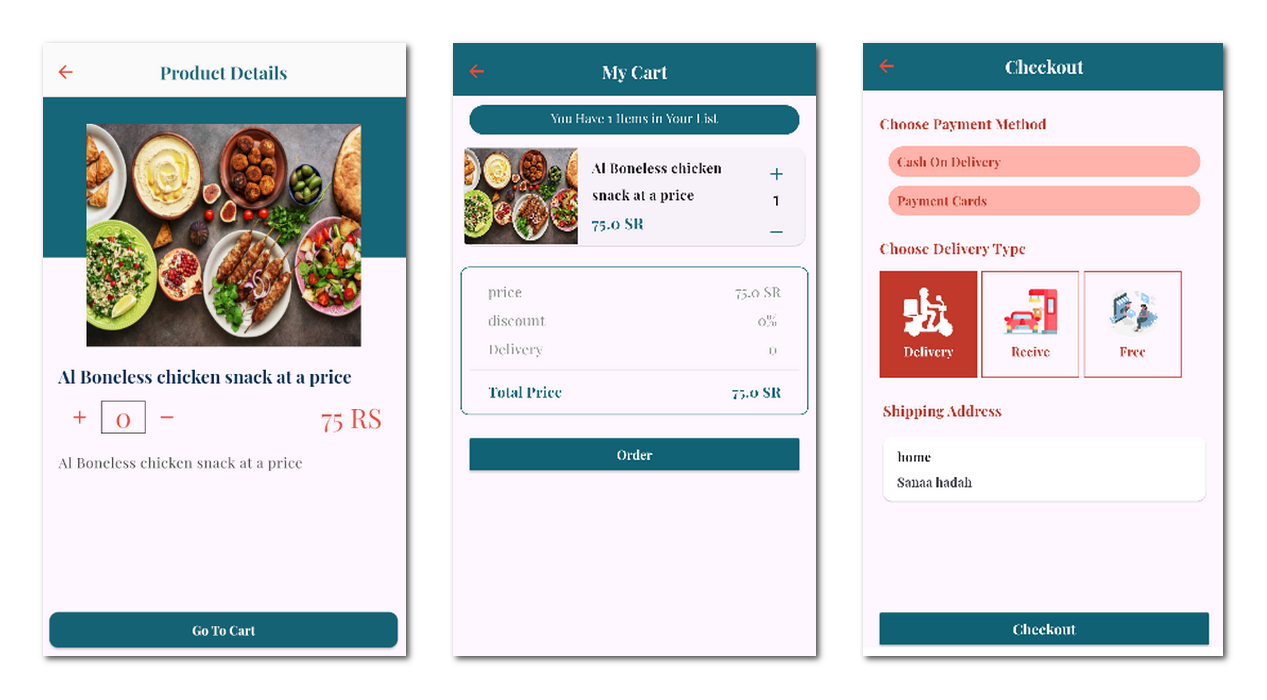 Product Details
Al Boneless chicken snack at a price
+ 0 −
75 RS
Al Boneless chicken snack at a price
Go To Cart
My Cart
You Have 1 Items in Your List
Al Boneless chicken
snack at a price
75.0 SR
+
1
−
price 75.0 SR
discount 0%
Delivery 0
Total Price 75.0 SR
Order
Checkout
Choose Payment Method
Cash On Delivery
Payment Cards
Choose Delivery Type
Delivery Recive Free
Shipping Address
home
Sanaa hadah
Checkout